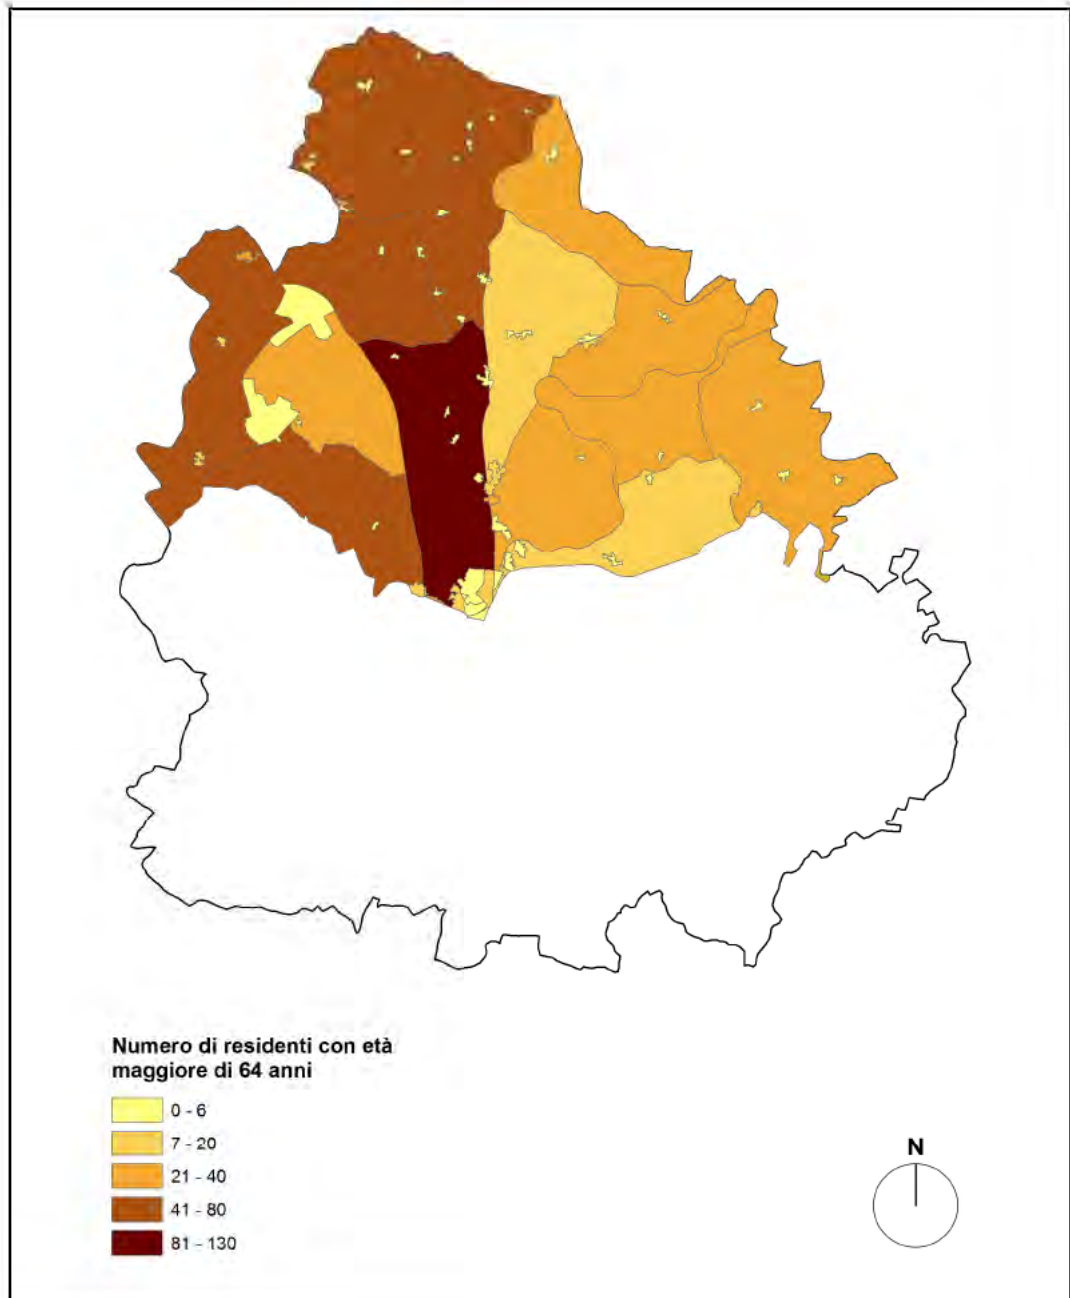 Numero di residenti con età
maggiore di 64 anni
0 - 6
7 - 20
21 - 40
41 - 80
81 - 130
N